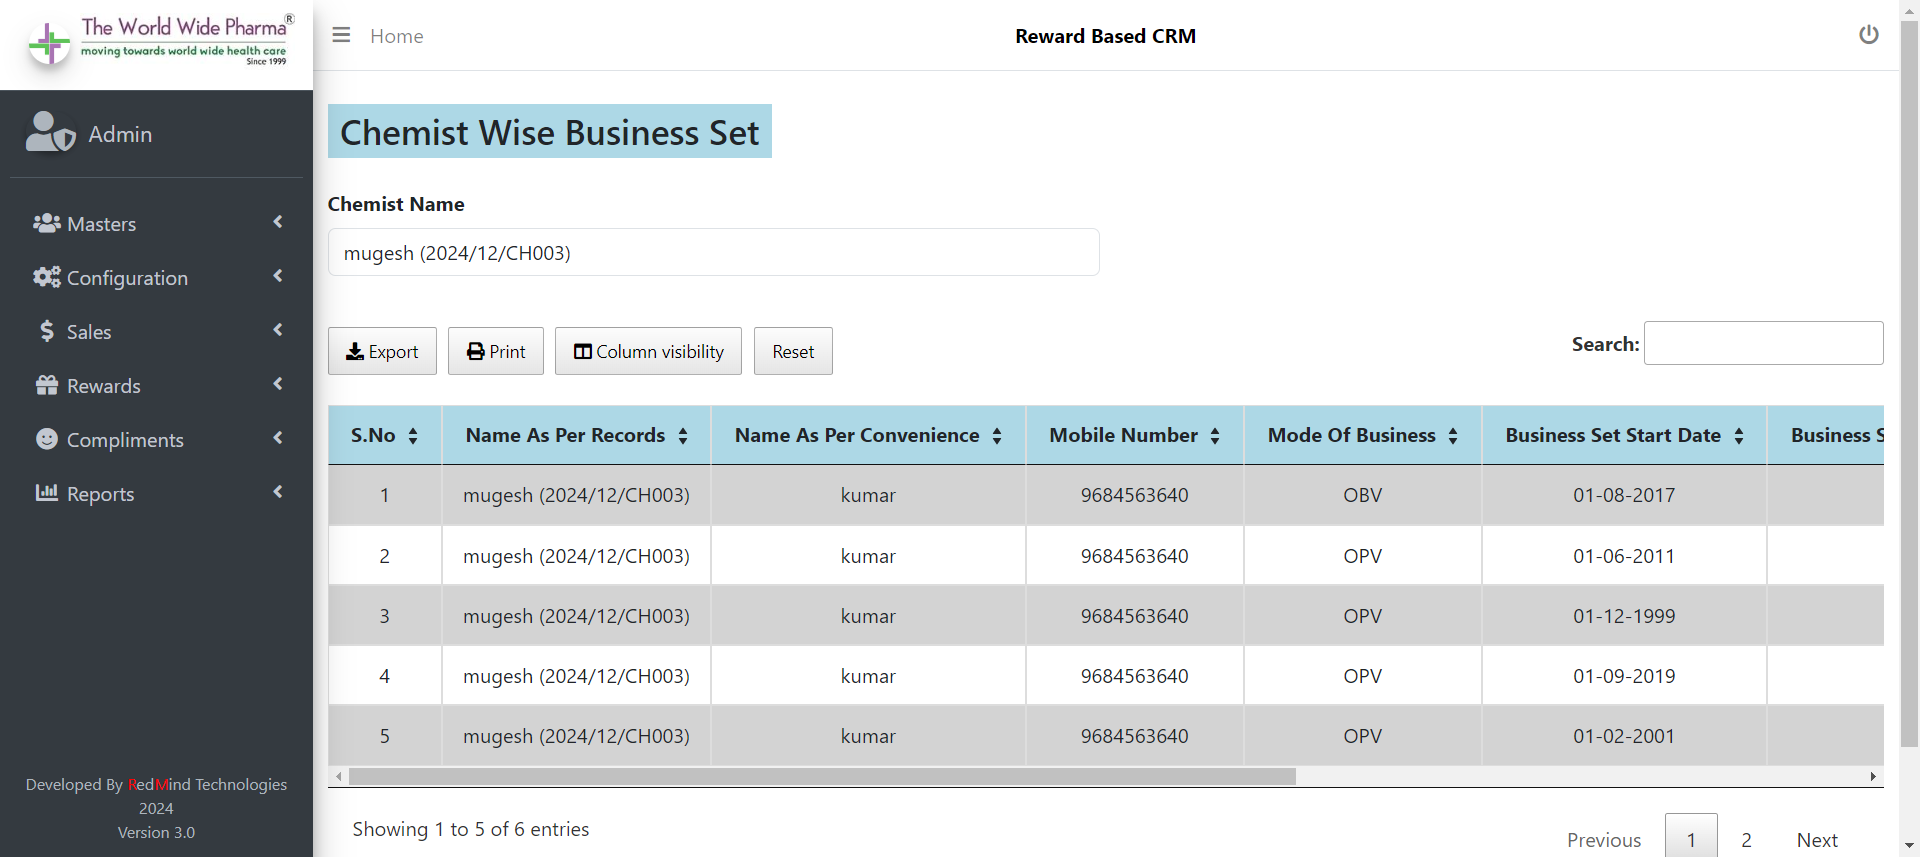 The World Wide Pharma®
moving towards world wide health care
Since 1999
Home
Reward Based CRM
Admin
Masters
Configuration
Sales
Rewards
Compliments
Reports
Developed By RedMind Technologies
2024
Version 3.0
Chemist Wise Business Set
Chemist Name
mugesh (2024/12/CH003)
Export Print Column visibility Reset
Search:
S.No Name As Per Records Name As Per Convenience Mobile Number Mode Of Business Business Set Start Date Business S
1 mugesh (2024/12/CH003) kumar 9684563640 OBV 01-08-2017
2 mugesh (2024/12/CH003) kumar 9684563640 OPV 01-06-2011
3 mugesh (2024/12/CH003) kumar 9684563640 OPV 01-12-1999
4 mugesh (2024/12/CH003) kumar 9684563640 OPV 01-09-2019
5 mugesh (2024/12/CH003) kumar 9684563640 OPV 01-02-2001
Showing 1 to 5 of 6 entries
Previous 1 2 Next